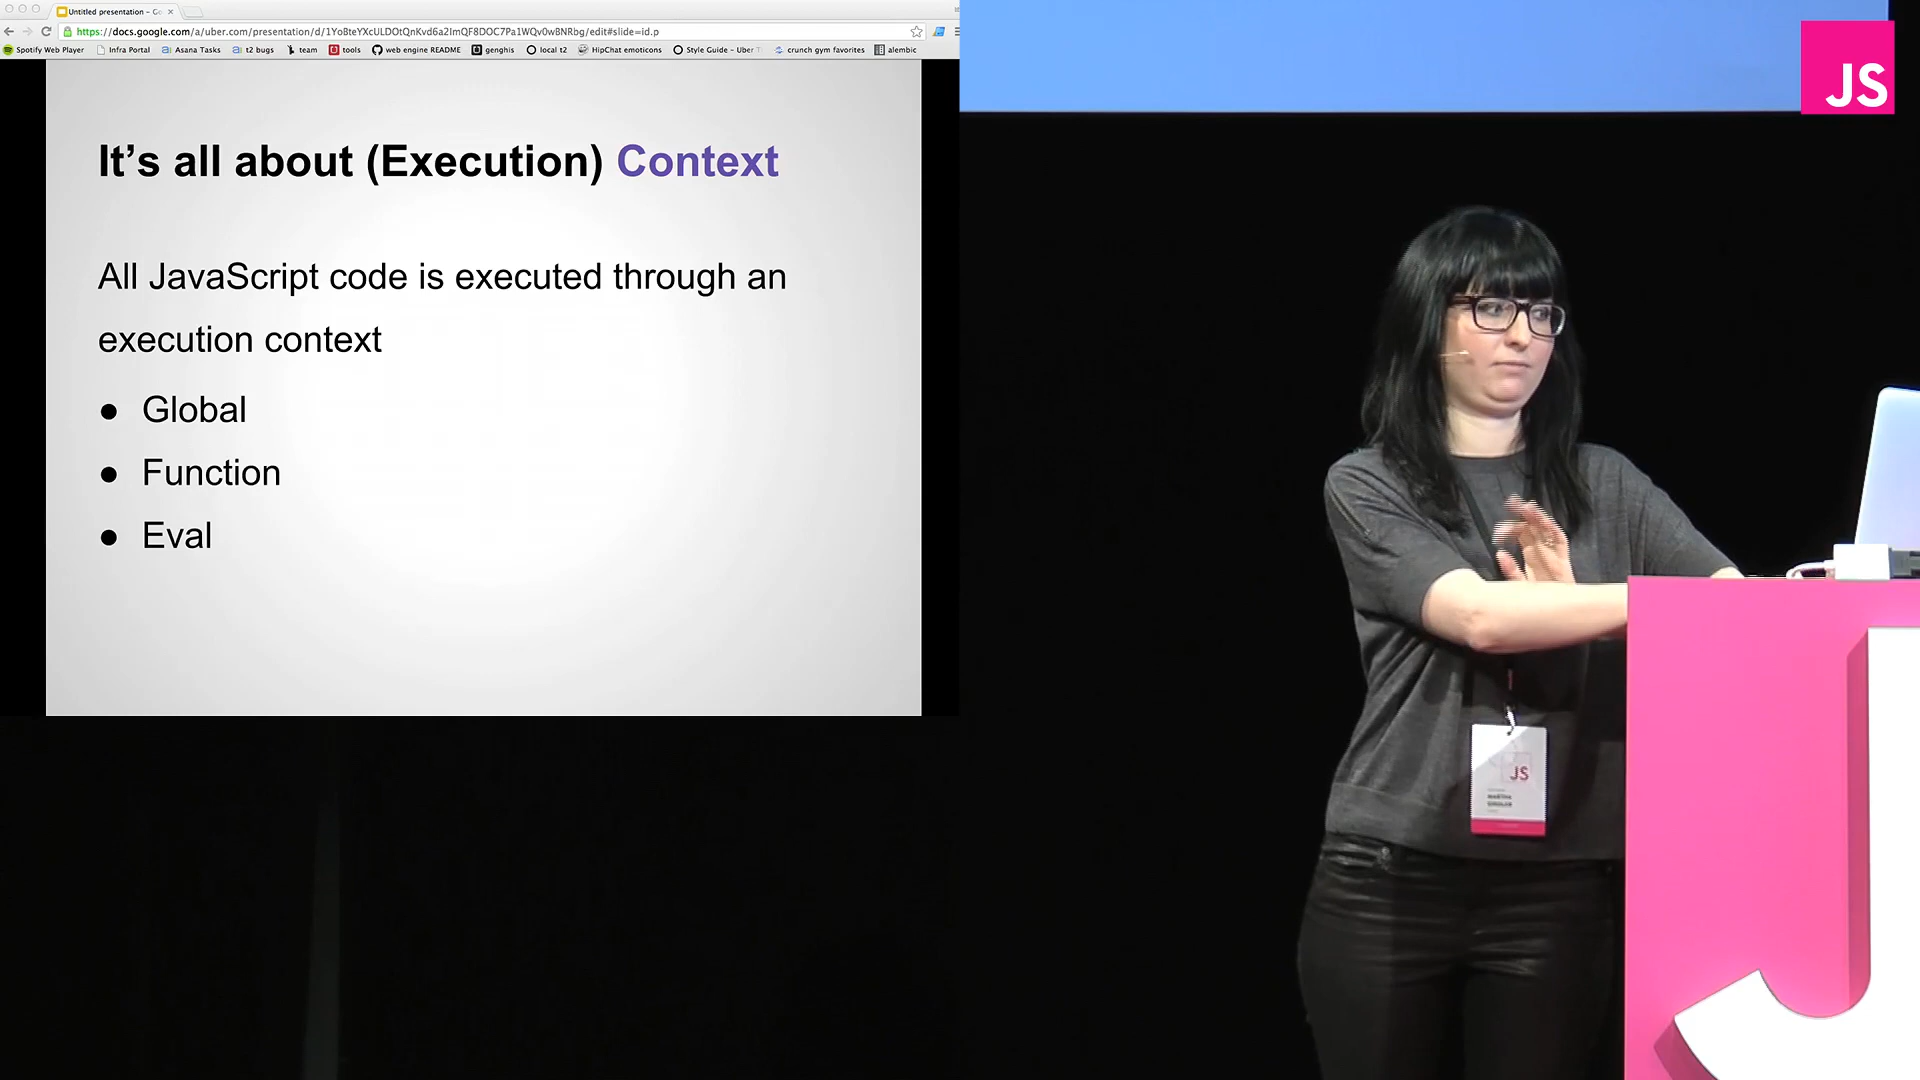 Untitled presentation - Go
https://docs.google.com/a/uber.com/presentation/d/1YoBteYXcULDOtQnKvd6a2ImQF8DOC7Pa1WQv0wBNRbg/edit#slide=id.p
Spotify Web Player Infra Portal Asana Tasks t2 bugs team tools web engine README genghis local t2 HipChat emoticons Style Guide - Uber crunch gym favorites alembic
It's all about (Execution) Context
All JavaScript code is executed through an
execution context
● Global
● Function
● Eval
JS
JS